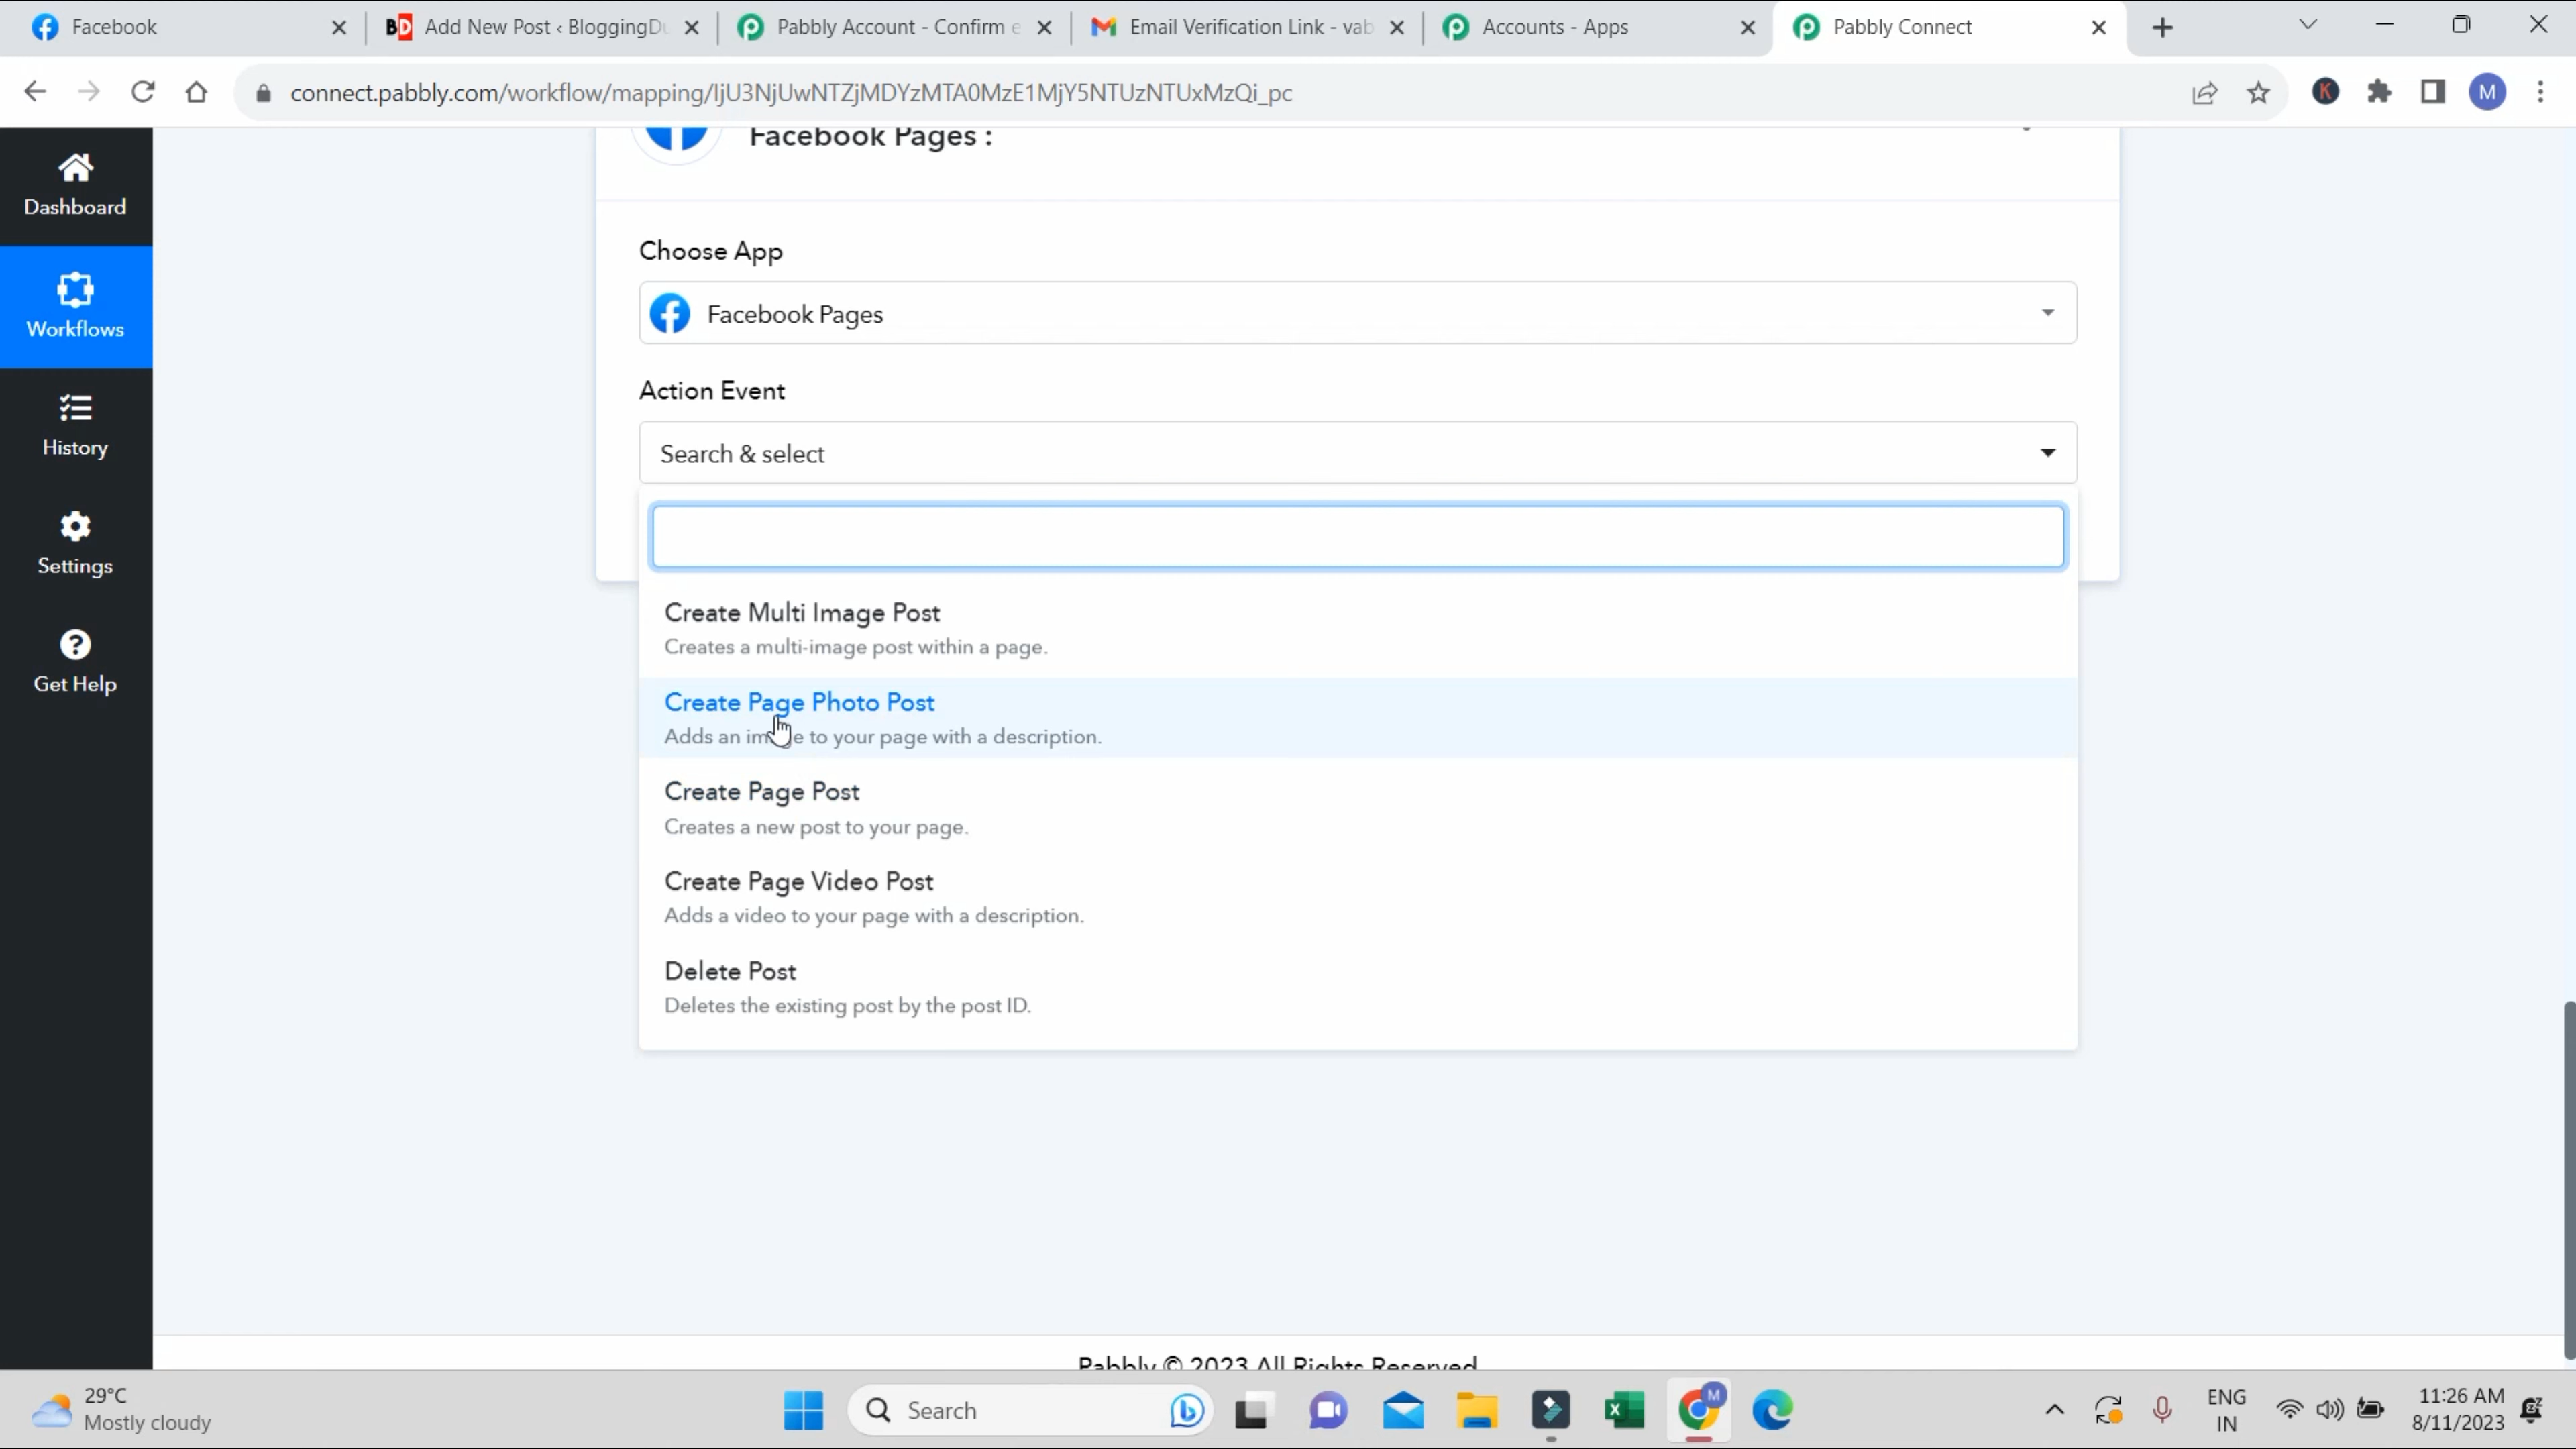 Facebook
BD Add New Post ‹ BloggingDu
Pabbly Account - Confirm e
Email Verification Link - vab
Accounts - Apps
Pabbly Connect
connect.pabbly.com/workflow/mapping/IjU3NjUwNTZjMDYzMTA0MzE1MjY5NTUzNTUxMzQi_pc
K
M
Dashboard
Workflows
History
Settings
Get Help
Facebook Pages :
Choose App
Facebook Pages
Action Event
Search & select
Create Multi Image Post
Creates a multi-image post within a page.
Create Page Photo Post
Adds an image to your page with a description.
Create Page Post
Creates a new post to your page.
Create Page Video Post
Adds a video to your page with a description.
Delete Post
Deletes the existing post by the post ID.
Pabbly © 2023 All Rights Reserved
29°C
Mostly cloudy
Search
M
ENG
IN
11:26 AM
8/11/2023